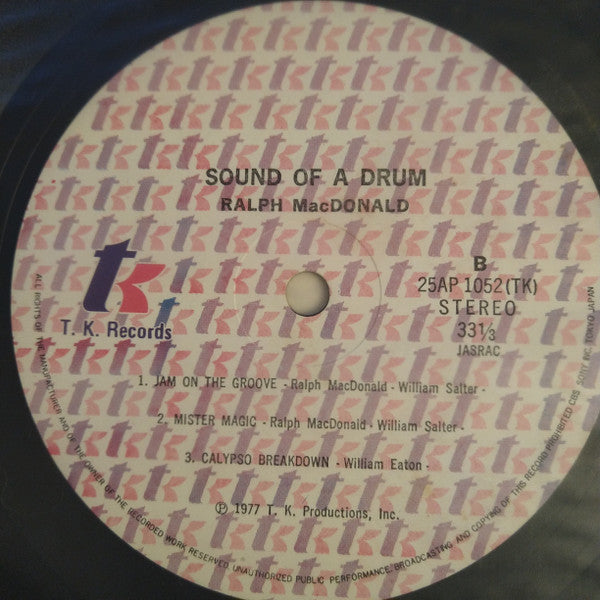 SOUND OF A DRUM
RALPH MacDONALD
tk
T. K. Records
B
25AP 1052(TK)
STEREO
33⅓
JASRAC
1. JAM ON THE GROOVE - Ralph MacDonald - William Salter -
2. MISTER MAGIC - Ralph MacDonald - William Salter -
3. CALYPSO BREAKDOWN - William Eaton -
Ⓟ 1977 T. K. Productions, Inc.
ALL RIGHTS OF THE MANUFACTURER AND OF THE OWNER OF THE RECORDED WORK RESERVED. UNAUTHORIZED PUBLIC PERFORMANCE, BROADCASTING AND COPYING OF THIS RECORD PROHIBITED CBS SONY INC. TOKYO JAPAN